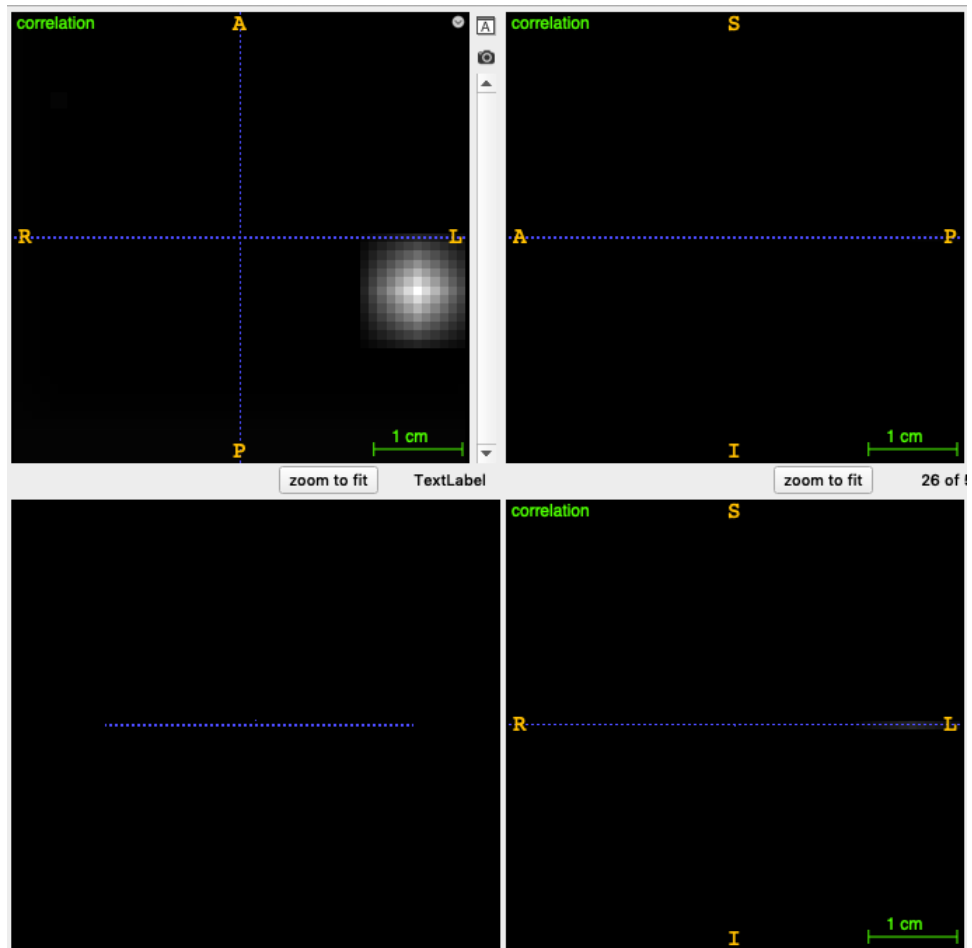 correlation
A
A
R
L
1 cm
P
correlation
S
A
P
1 cm
I
zoom to fit
TextLabel
zoom to fit
26 of
correlation
S
R
L
1 cm
I